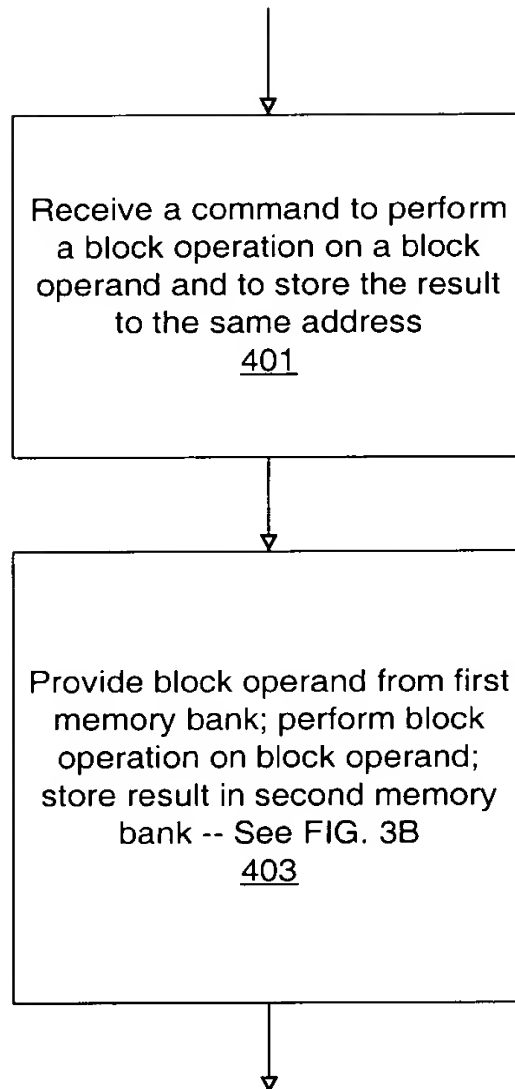 Receive a command to perform
a block operation on a block
operand and to store the result
to the same address
401
Provide block operand from first
memory bank; perform block
operation on block operand;
store result in second memory
bank -- See FIG. 3B
403